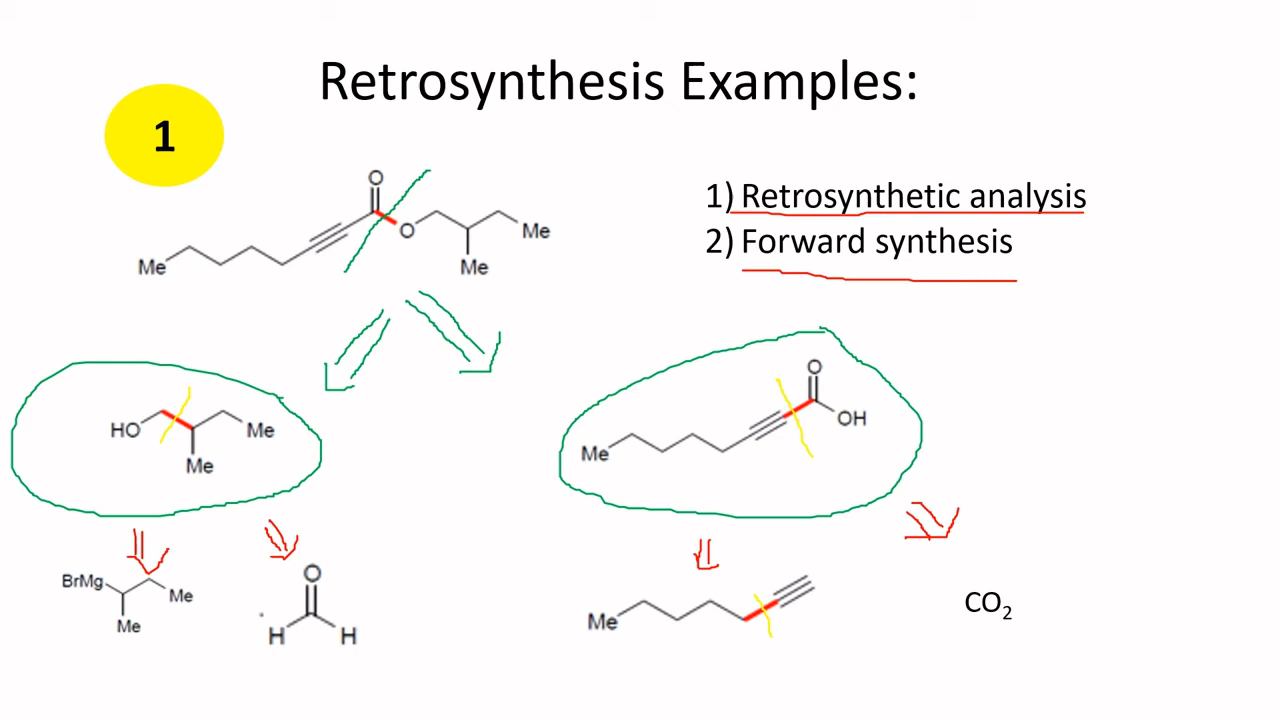 Retrosynthesis Examples:
1
1) Retrosynthetic analysis
2) Forward synthesis
O
O
Me
Me
Me
HO
Me
Me
O
OH
Me
BrMg
Me
Me
O
H
H
Me
CO₂